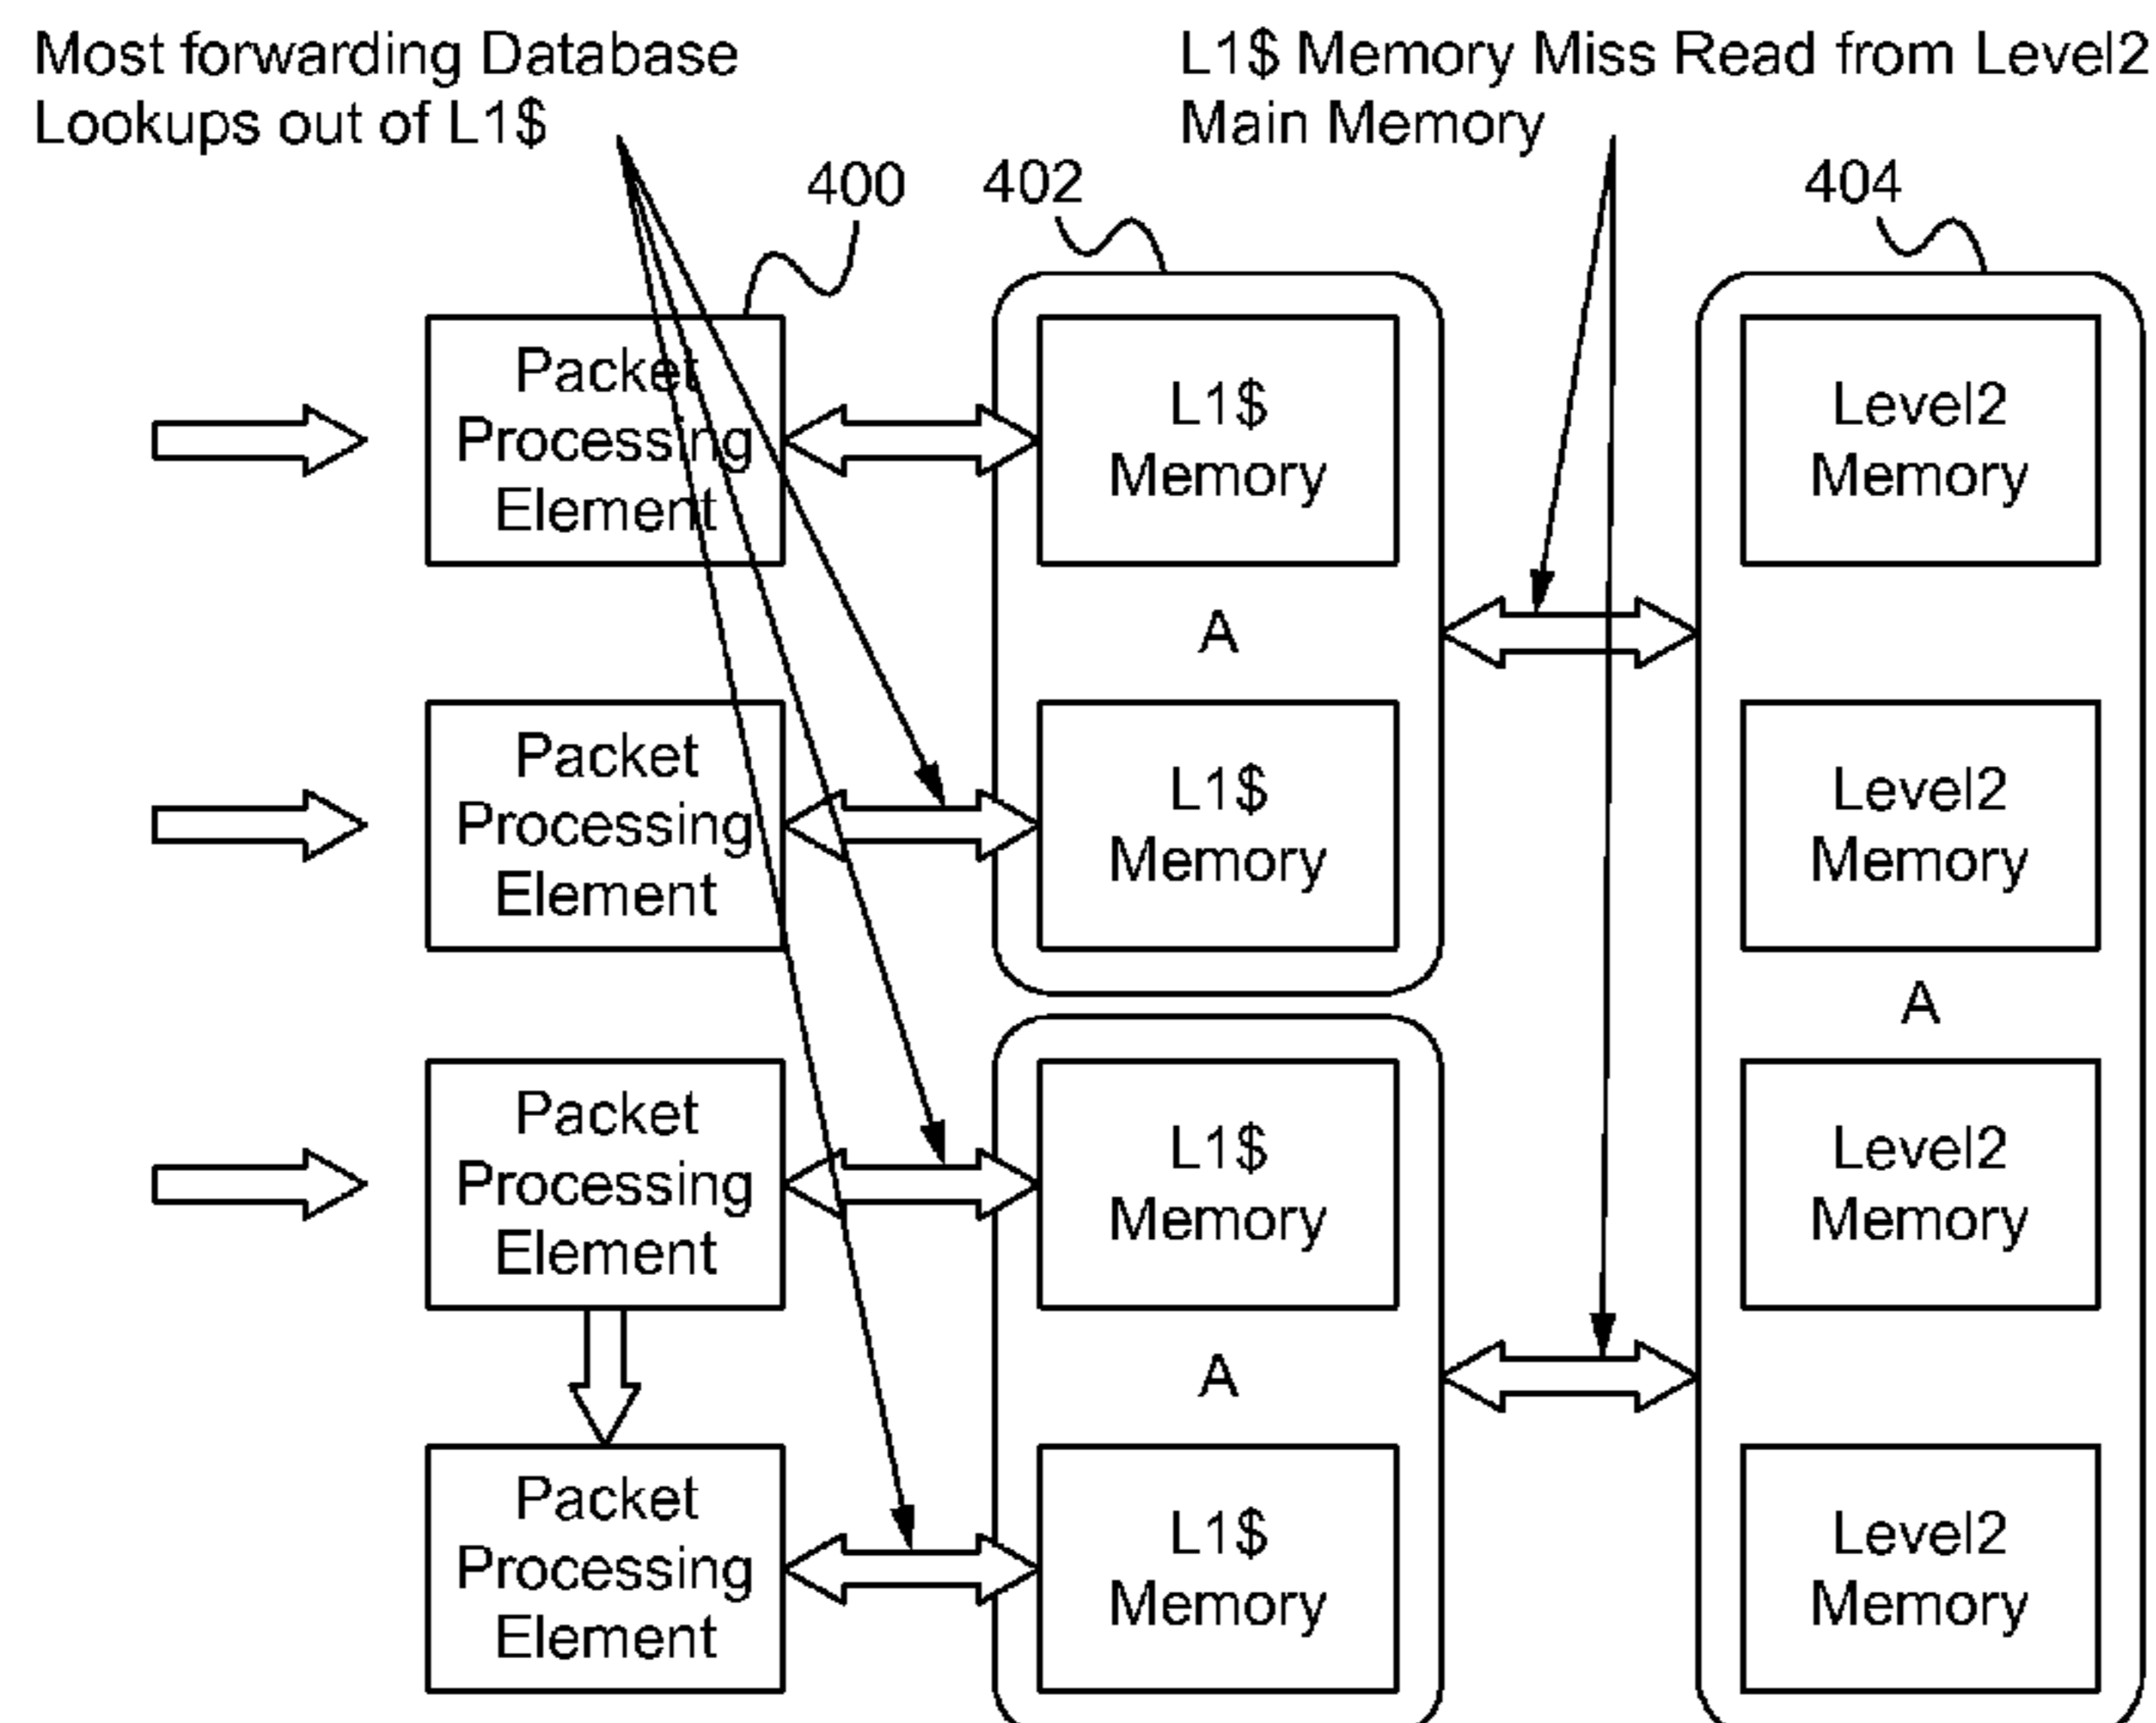 Most forwarding Database
Lookups out of L1$
L1$ Memory Miss Read from Level2
Main Memory
400
402
404
Packet
Processing
Element
L1$
Memory
Level2
Memory
A
Packet
Processing
Element
L1$
Memory
Level2
Memory
A
Packet
Processing
Element
L1$
Memory
Level2
Memory
A
Packet
Processing
Element
L1$
Memory
Level2
Memory